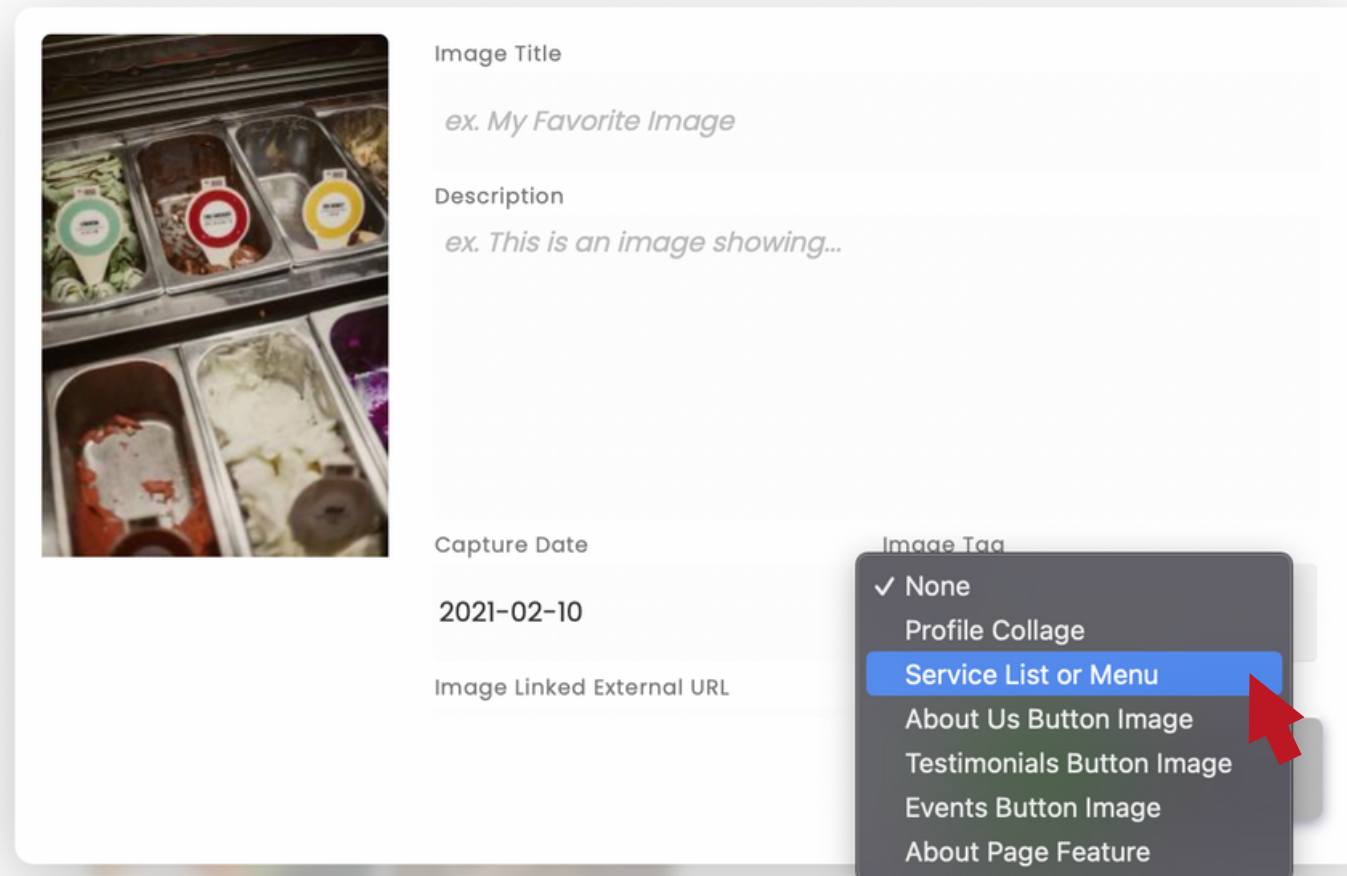 Image Title
ex. My Favorite Image
Description
ex. This is an image showing...
Capture Date
Image Tag
2021-02-10
✓ None
Profile Collage
Service List or Menu
About Us Button Image
Testimonials Button Image
Events Button Image
About Page Feature
Image Linked External URL